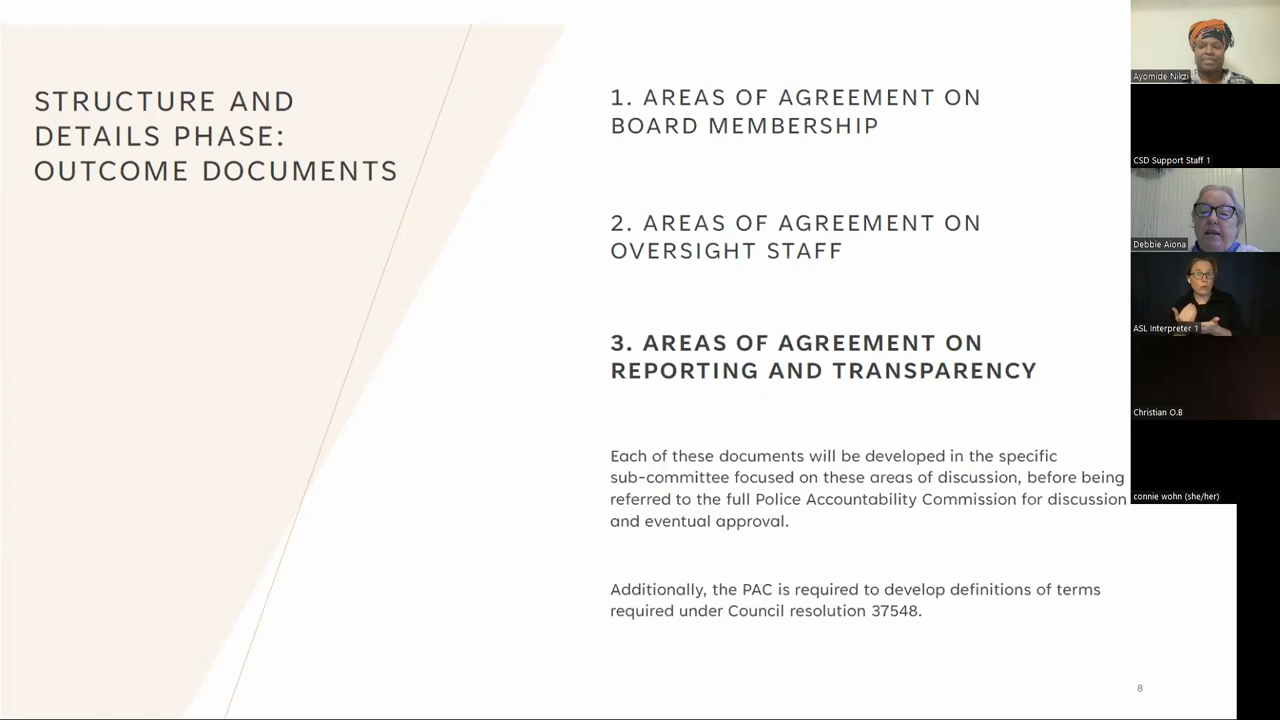 STRUCTURE AND
DETAILS PHASE:
OUTCOME DOCUMENTS
1. AREAS OF AGREEMENT ON
BOARD MEMBERSHIP
2. AREAS OF AGREEMENT ON
OVERSIGHT STAFF
3. AREAS OF AGREEMENT ON
REPORTING AND TRANSPARENCY
Each of these documents will be developed in the specific
sub-committee focused on these areas of discussion, before being
referred to the full Police Accountability Commission for discussion
and eventual approval.
Additionally, the PAC is required to develop definitions of terms
required under Council resolution 37548.
8
Ayomide Nikzi
CSD Support Staff 1
Debbie Aiona
ASL Interpreter 1
Christian O.B
connie wohn (she/her)